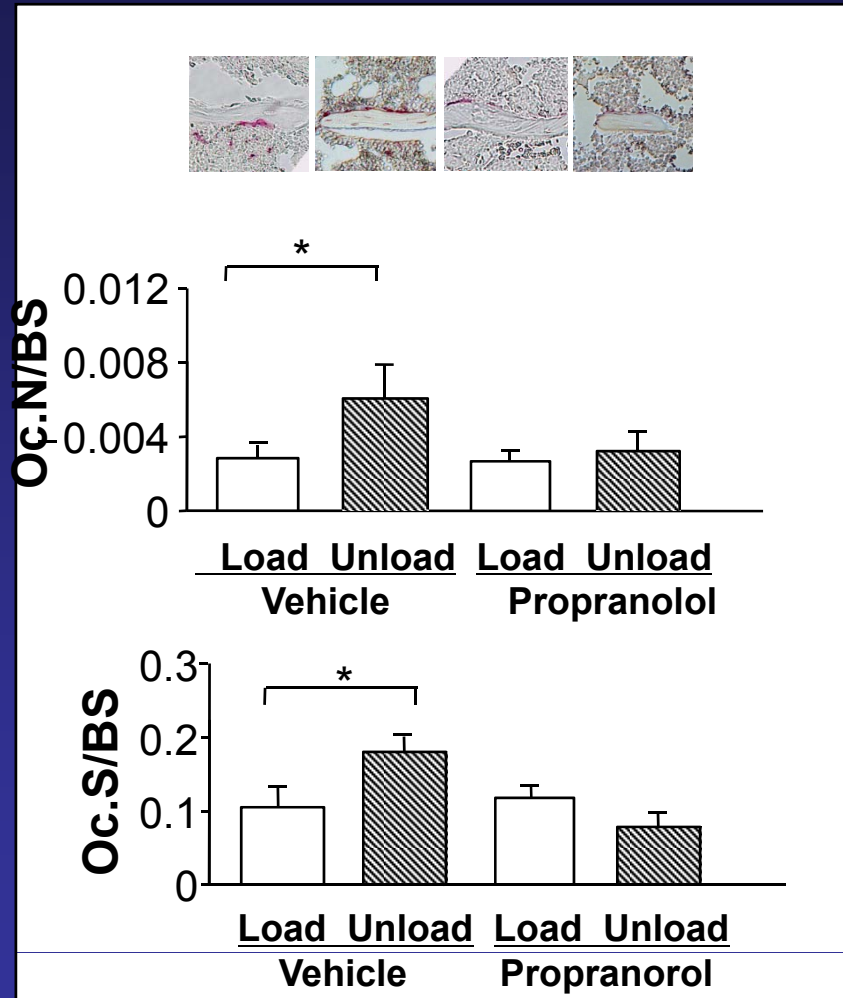 *
Oc.N/BS
0.012
0.008
0.004
0
Load Unload Load Unload
Vehicle Propranolol
*
Oc.S/BS
0.3
0.2
0.1
0
Load Unload Load Unload
Vehicle Propranorol